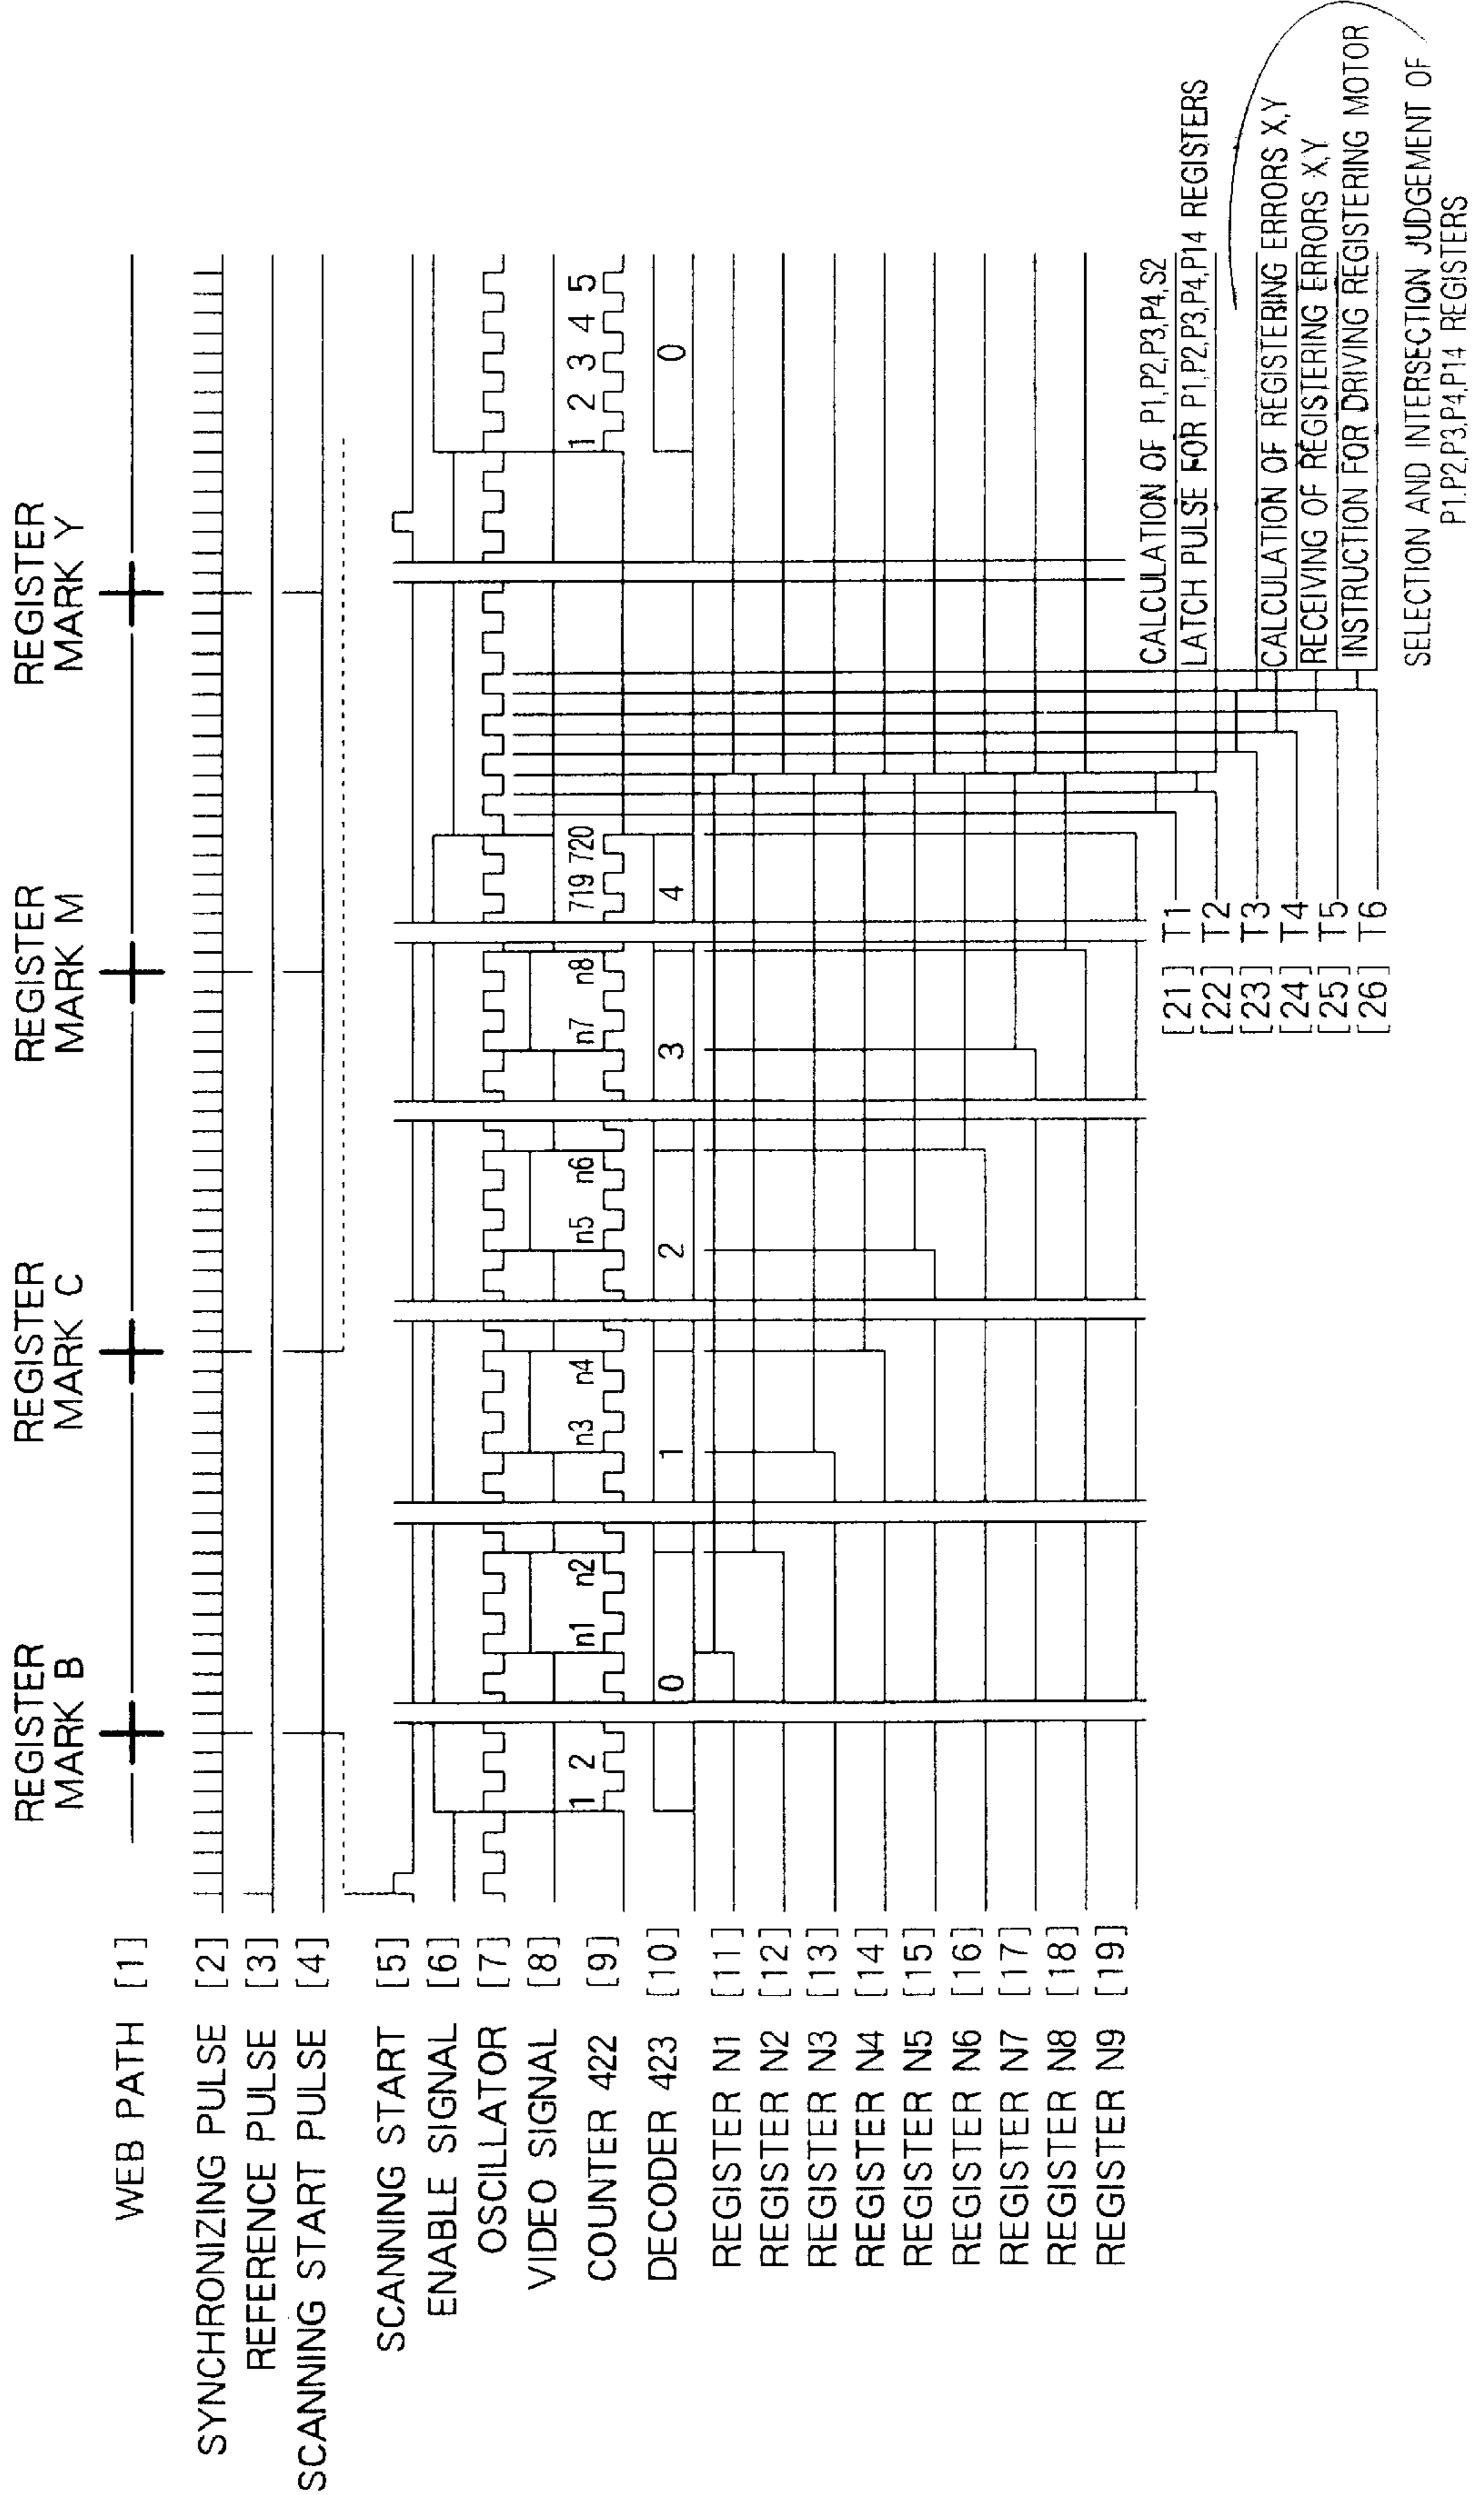 REGISTER
MARK B
REGISTER
MARK C
REGISTER
MARK M
REGISTER
MARK Y
WEB PATH [1]
SYNCHRONIZING PULSE [2]
REFERENCE PULSE [3]
SCANNING START PULSE [4]
SCANNING START [5]
ENABLE SIGNAL [6]
OSCILLATOR [7]
VIDEO SIGNAL [8]
COUNTER 422 [9] 1 2 n1 n2 n3 n4 n5 n6 n7 n8 719 720 1 2 3 4 5
DECODER 423 [10] 0 1 2 3 4 0
REGISTER N1 [11]
REGISTER N2 [12]
REGISTER N3 [13]
REGISTER N4 [14]
REGISTER N5 [15]
REGISTER N6 [16]
REGISTER N7 [17]
REGISTER N8 [18]
REGISTER N9 [19]
CALCULATION OF P1,P2,P3,P4,S2
[21] T1
LATCH PULSE FOR P1,P2,P3,P4,P14 REGISTERS
[22] T2
[23] T3
CALCULATION OF REGISTERING ERRORS X,Y
[24] T4
RECEIVING OF REGISTERING ERRORS X,Y
[25] T5
INSTRUCTION FOR DRIVING REGISTERING MOTOR
[26] T6
SELECTION AND INTERSECTION JUDGEMENT OF
P1.P2,P3,P4,P14 REGISTERS